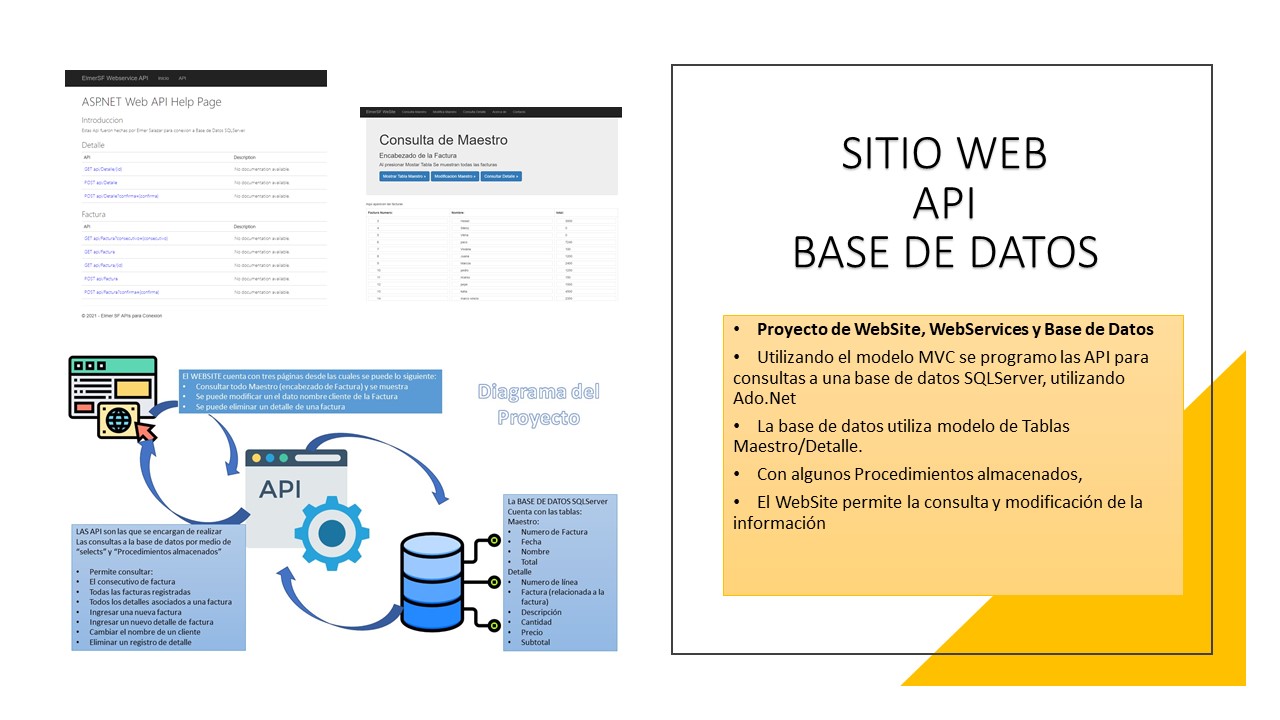 ElmerSF Webservice API Inicio API
ASP.NET Web API Help Page
Introduccion
Detalle
API Description
GET api/Detalle/{id} No documentation available.
POST api/Detalle No documentation available.
POST api/Detalle?confirma={confirma} No documentation available.
Factura
API Description
GET api/Factura?consecutivo={consecutivo} No documentation available.
GET api/Factura No documentation available.
GET api/Factura/{id} No documentation available.
POST api/Factura No documentation available.
POST api/Factura?confirma={confirma} No documentation available.
© 2021 - Elmer SF APIs para Conexion
Consulta de Maestro
Encabezado de la Factura
Al presionar Mostar Tabla Se muestran todas las facturas
Mostrar Tabla Maestro » Modificacion Maestro » Consultar Detalle »
Factura Numero Nombre total
El WEBSITE cuenta con tres páginas desde las cuales se puede lo siguiente:
• Consultar todo Maestro (encabezado de Factura) y se muestra
• Se puede modificar un el dato nombre cliente de la Factura
• Se puede eliminar un detalle de una factura
Diagrama del
Proyecto
API
LAS API son las que se encargan de realizar
Las consultas a la base de datos por medio de
“selects” y “Procedimientos almacenados”
• Permite consultar:
• El consecutivo de factura
• Todas las facturas registradas
• Todos los detalles asociados a una factura
• Ingresar una nueva factura
• Ingresar un nuevo detalle de factura
• Cambiar el nombre de un cliente
• Eliminar un registro de detalle
La BASE DE DATOS SQLServer
Cuenta con las tablas:
Maestro:
• Numero de Factura
• Fecha
• Nombre
• Total
Detalle
• Numero de línea
• Factura (relacionada a la
factura)
• Descripción
• Cantidad
• Precio
• Subtotal
SITIO WEB
API
BASE DE DATOS
• Proyecto de WebSite, WebServices y Base de Datos
• Utilizando el modelo MVC se programo las API para
consultas a una base de datos SQLServer, utilizando
Ado.Net
• La base de datos utiliza modelo de Tablas
Maestro/Detalle.
• Con algunos Procedimientos almacenados,
• El WebSite permite la consulta y modificación de la
información